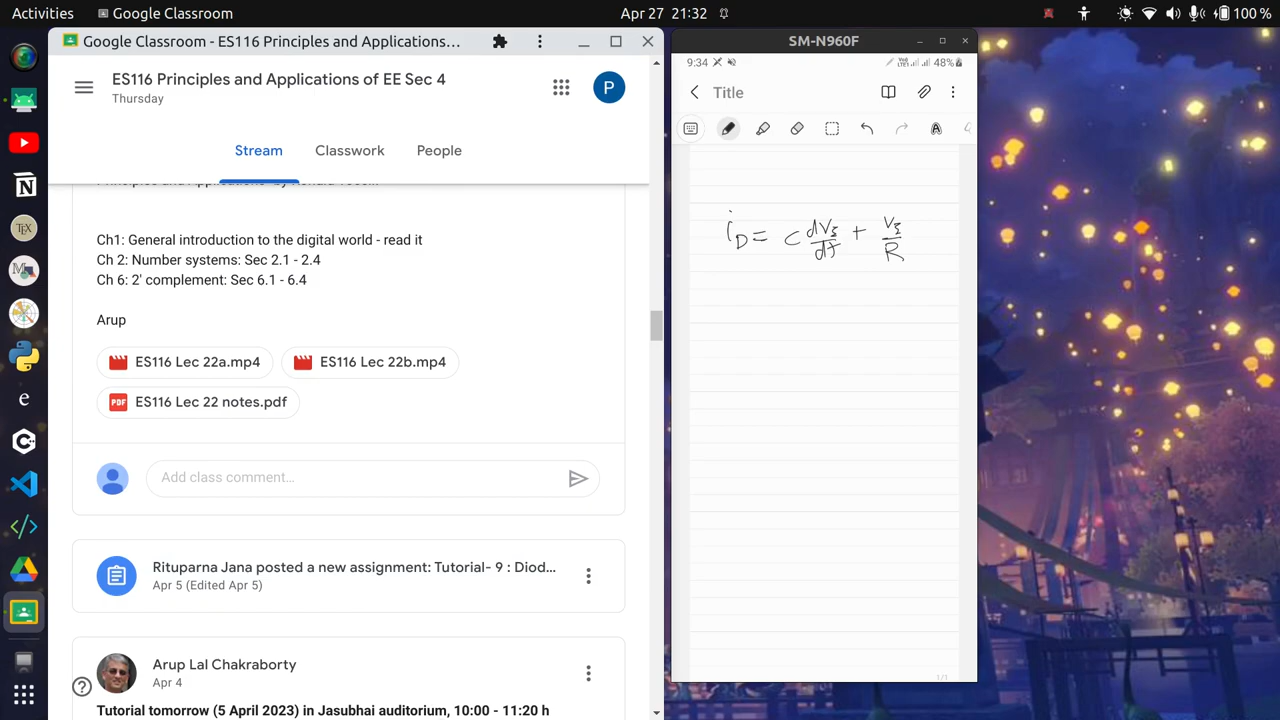 Activities
Google Classroom
Apr 27 21:32
100 %
Google Classroom - ES116 Principles and Applications…
ES116 Principles and Applications of EE Sec 4
Thursday
P
Stream
Classwork
People
Ch1: General introduction to the digital world - read it
Ch 2: Number systems: Sec 2.1 - 2.4
Ch 6: 2' complement: Sec 6.1 - 6.4
Arup
ES116 Lec 22a.mp4
ES116 Lec 22b.mp4
PDF ES116 Lec 22 notes.pdf
Add class comment…
Rituparna Jana posted a new assignment: Tutorial- 9 : Diod…
Apr 5 (Edited Apr 5)
Arup Lal Chakraborty
Apr 4
Tutorial tomorrow (5 April 2023) in Jasubhai auditorium, 10:00 - 11:20 h
SM-N960F
9:34
48%
Title